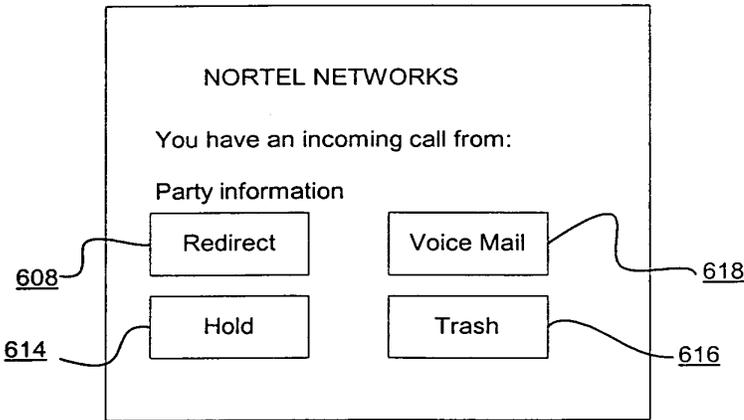 NORTEL NETWORKS
You have an incoming call from:
Party information
Redirect Voice Mail
608 618
Hold Trash
614 616